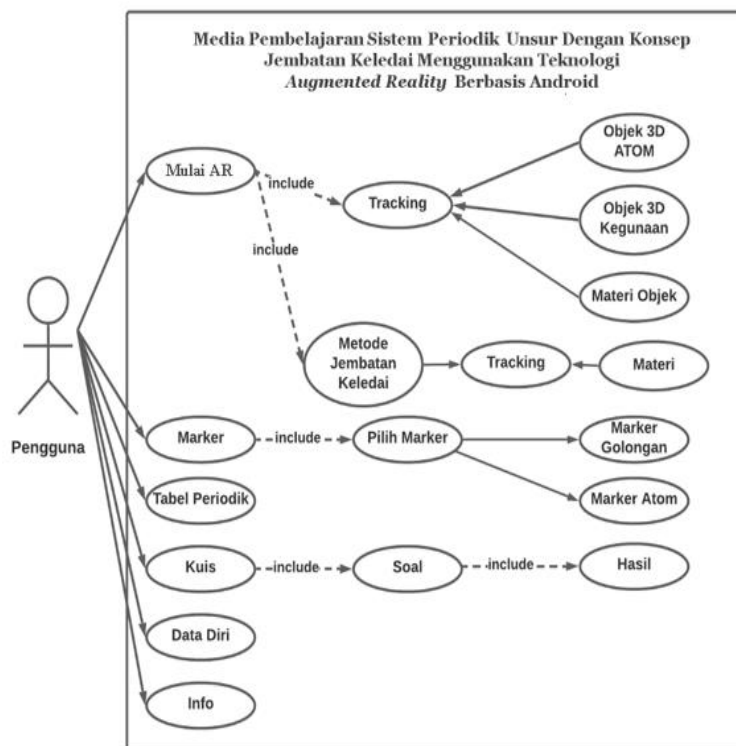 Media Pembelajaran Sistem Periodik Unsur Dengan Konsep
Jembatan Keledai Menggunakan Teknologi
Augmented Reality Berbasis Android
Objek 3D
ATOM
Mulai AR
include
Tracking
Objek 3D
Kegunaan
include
Materi Objek
Metode
Jembatan
Keledai
Tracking
Materi
Pengguna
Marker
include
Pilih Marker
Marker
Golongan
Tabel Periodik
Marker Atom
Kuis
include
Soal
include
Hasil
Data Diri
Info